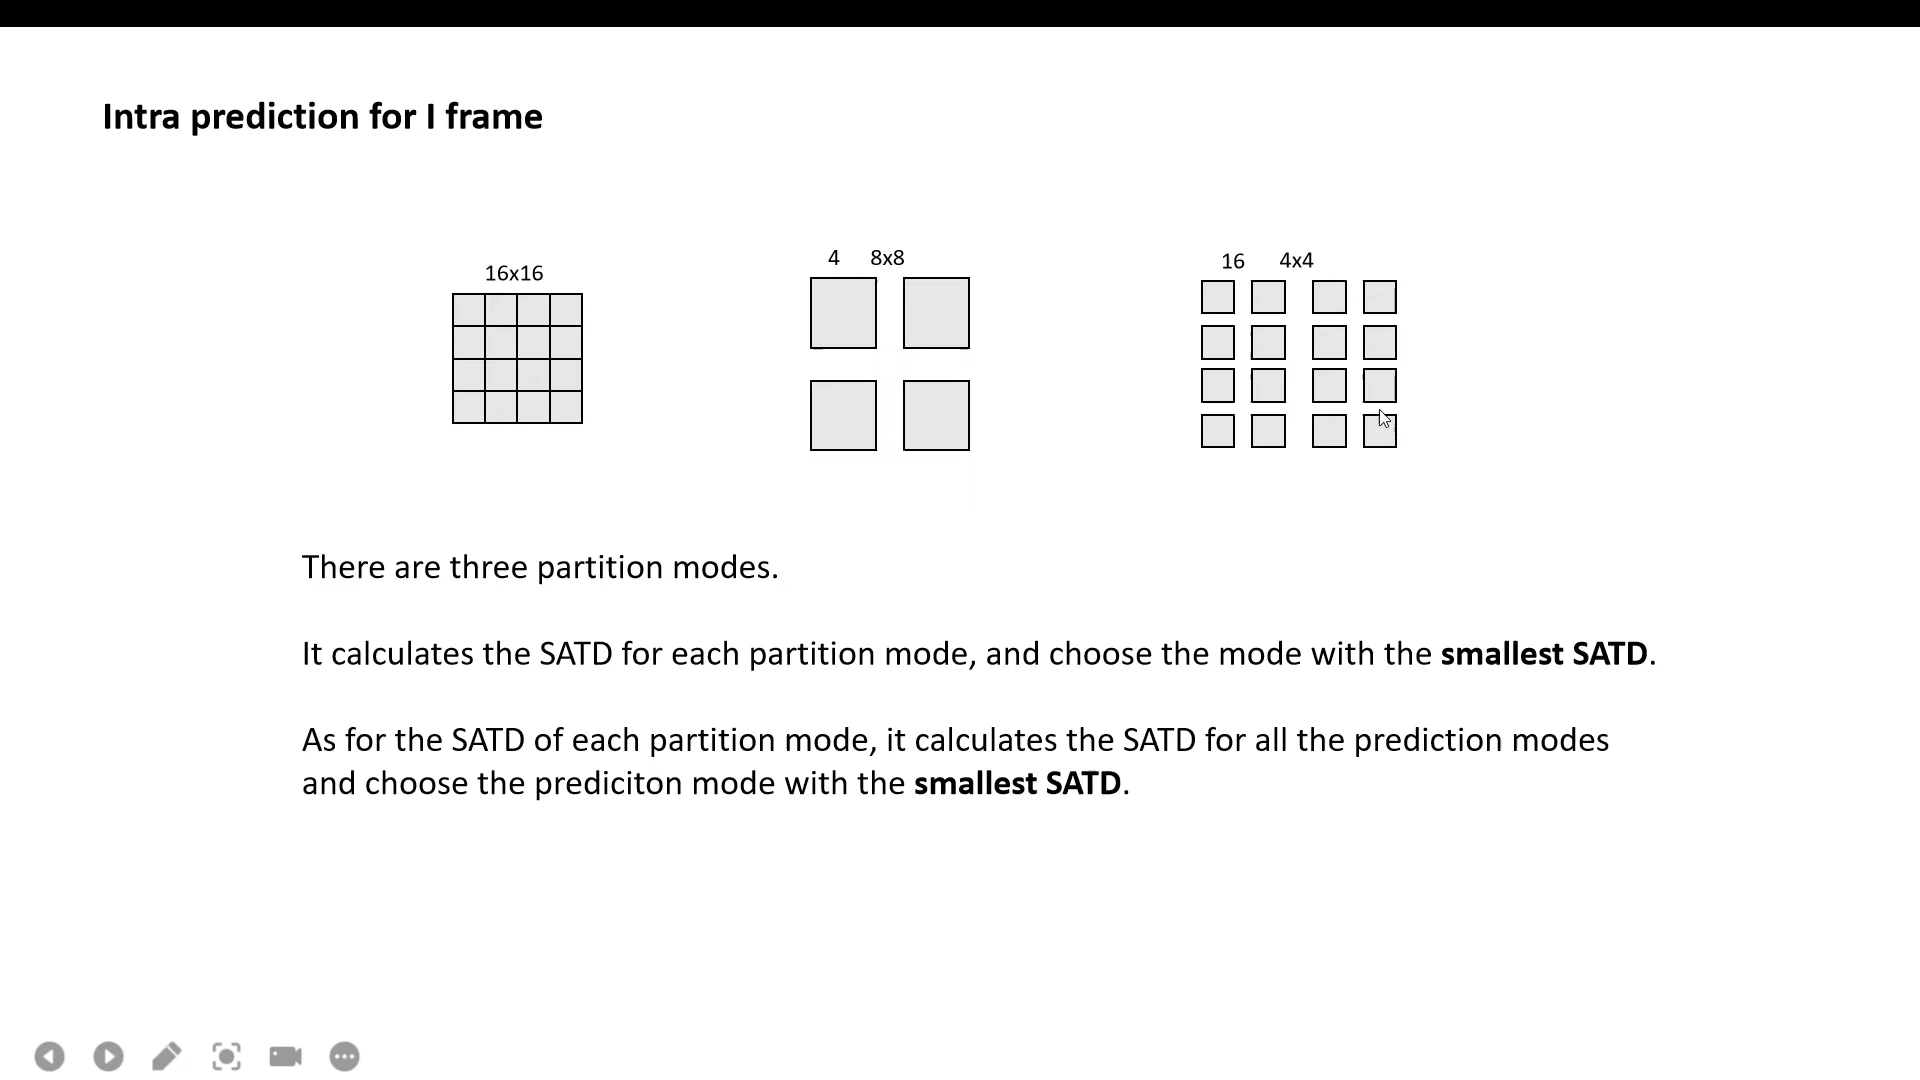 Intra prediction for I frame
16x16
4 8x8
16 4x4
There are three partition modes.
It calculates the SATD for each partition mode, and choose the mode with the smallest SATD.
As for the SATD of each partition mode, it calculates the SATD for all the prediction modes
and choose the prediciton mode with the smallest SATD.